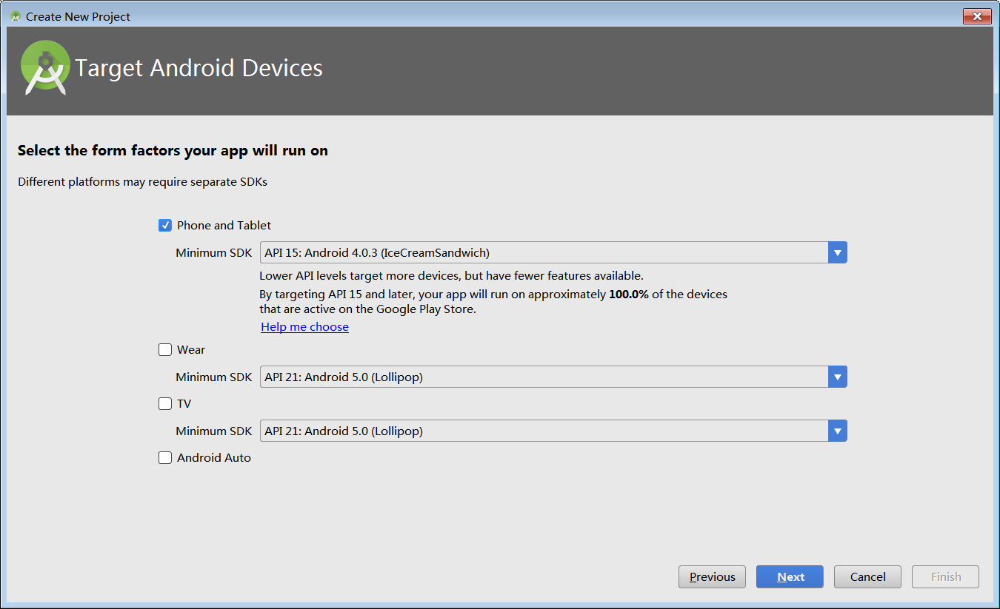 Create New Project
Target Android Devices
Select the form factors your app will run on
Different platforms may require separate SDKs
Phone and Tablet
Minimum SDK API 15: Android 4.0.3 (IceCreamSandwich)
Lower API levels target more devices, but have fewer features available.
By targeting API 15 and later, your app will run on approximately 100.0% of the devices
that are active on the Google Play Store.
Help me choose
Wear
Minimum SDK API 21: Android 5.0 (Lollipop)
TV
Minimum SDK API 21: Android 5.0 (Lollipop)
Android Auto
Previous Next Cancel Finish